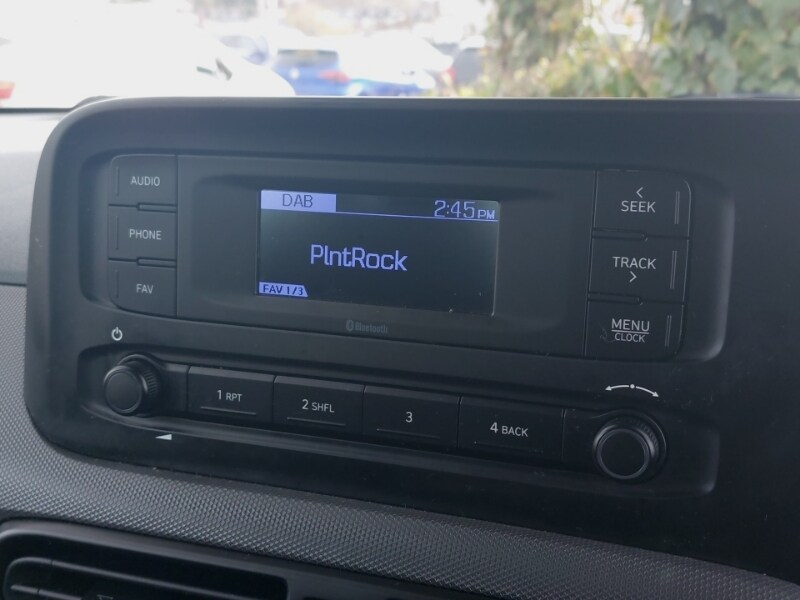 AUDIO
PHONE
FAV
DAB
2:45 PM
PlntRock
FAV 1/3
Bluetooth
< SEEK
TRACK >
MENU
CLOCK
1 RPT
2 SHFL
3
4 BACK